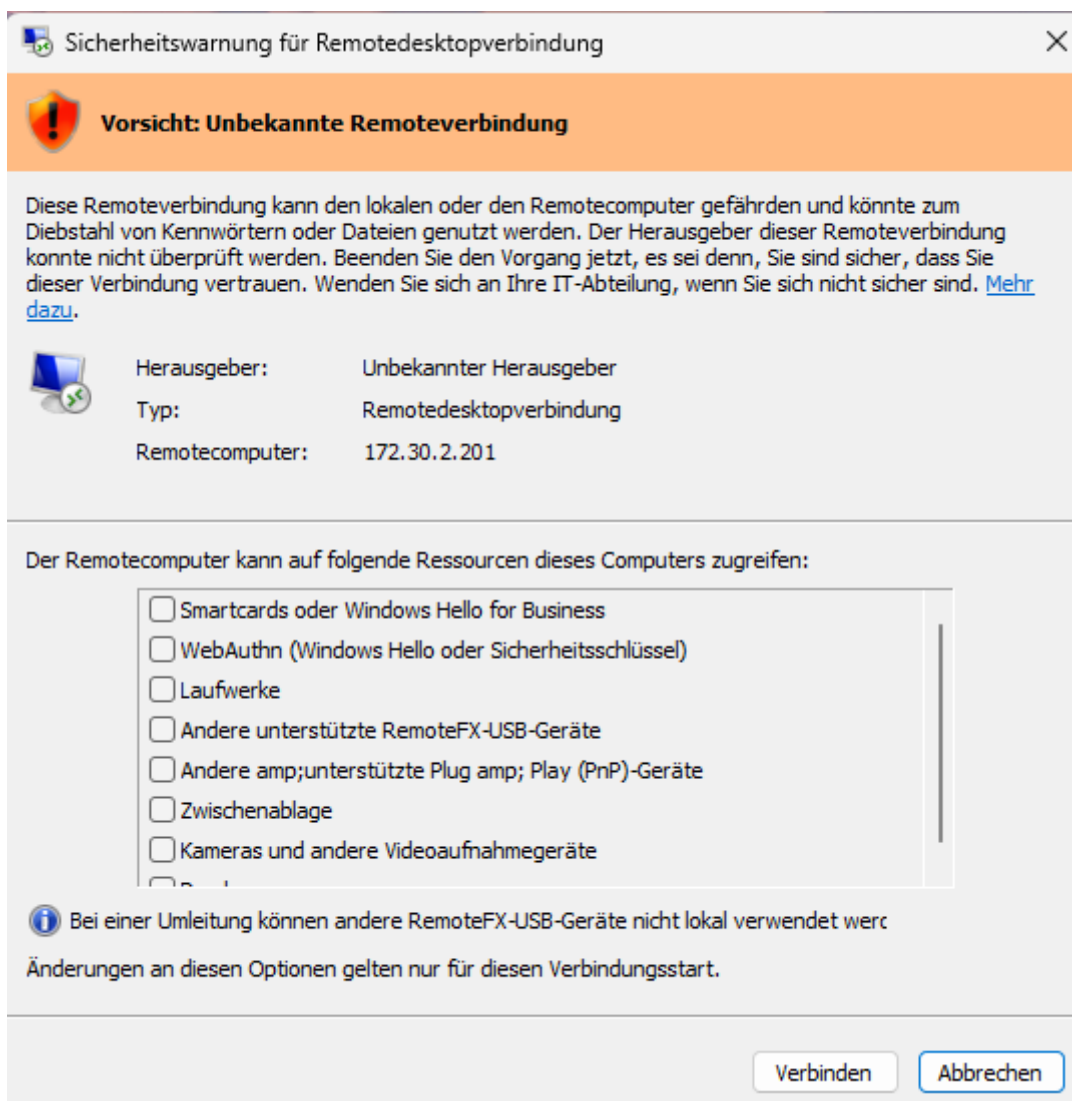 Sicherheitswarnung für Remotedesktopverbindung
Vorsicht: Unbekannte Remoteverbindung
Diese Remoteverbindung kann den lokalen oder den Remotecomputer gefährden und könnte zum
Diebstahl von Kennwörtern oder Dateien genutzt werden. Der Herausgeber dieser Remoteverbindung
konnte nicht überprüft werden. Beenden Sie den Vorgang jetzt, es sei denn, Sie sind sicher, dass Sie
dieser Verbindung vertrauen. Wenden Sie sich an Ihre IT-Abteilung, wenn Sie sich nicht sicher sind. Mehr
dazu.
Herausgeber: Unbekannter Herausgeber
Typ: Remotedesktopverbindung
Remotecomputer: 172.30.2.201
Der Remotecomputer kann auf folgende Ressourcen dieses Computers zugreifen:
Smartcards oder Windows Hello for Business
WebAuthn (Windows Hello oder Sicherheitsschlüssel)
Laufwerke
Andere unterstützte RemoteFX-USB-Geräte
Andere amp;unterstützte Plug amp; Play (PnP)-Geräte
Zwischenablage
Kameras und andere Videoaufnahmegeräte
Bei einer Umleitung können andere RemoteFX-USB-Geräte nicht lokal verwendet werc
Änderungen an diesen Optionen gelten nur für diesen Verbindungsstart.
Verbinden Abbrechen